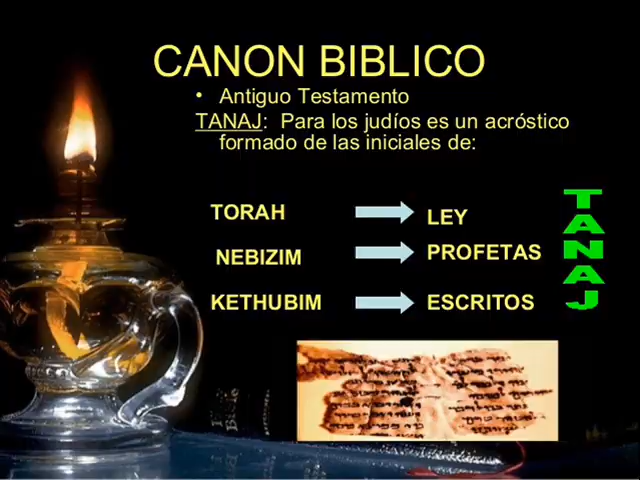 CANON BIBLICO
• Antiguo Testamento
TANAJ: Para los judíos es un acróstico
formado de las iniciales de:
TORAH LEY
NEBIZIM PROFETAS
KETHUBIM ESCRITOS
TANAJ